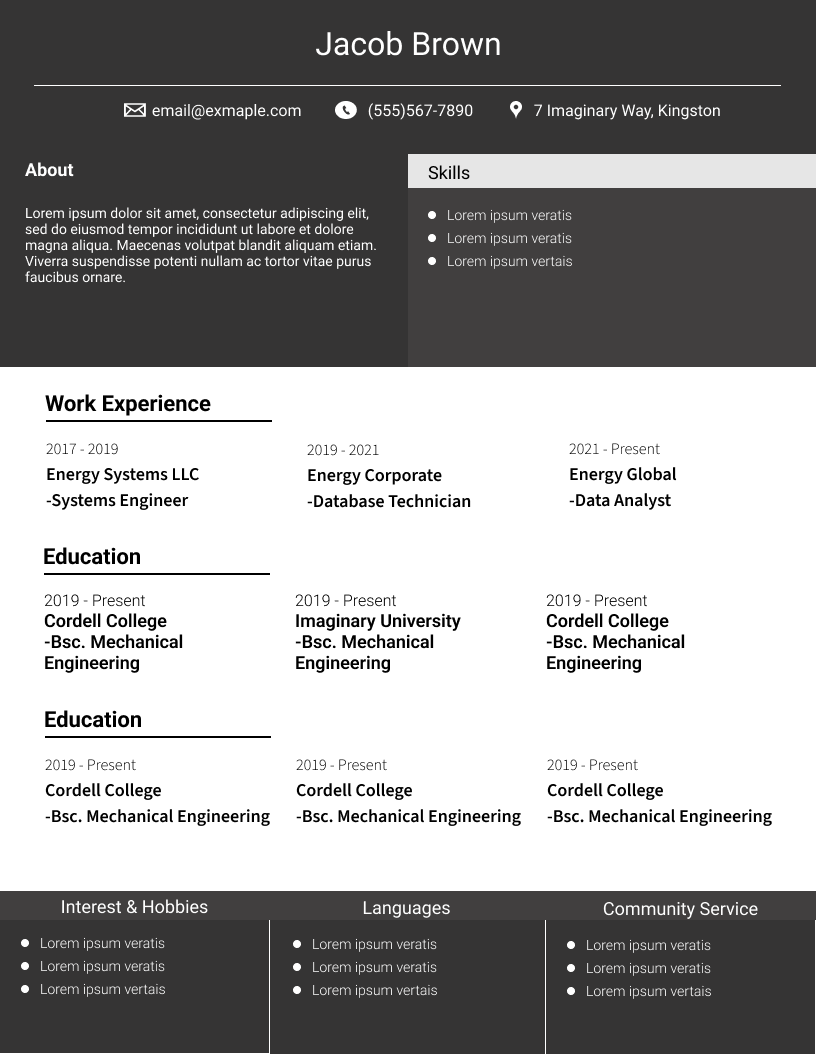 Jacob Brown
email@exmaple.com (555)567-7890 7 Imaginary Way, Kingston
About
Lorem ipsum dolor sit amet, consectetur adipiscing elit,
sed do eiusmod tempor incididunt ut labore et dolore
magna aliqua. Maecenas volutpat blandit aliquam etiam.
Viverra suspendisse potenti nullam ac tortor vitae purus
faucibus ornare.
Skills
Lorem ipsum veratis
Lorem ipsum veratis
Lorem ipsum vertais
Work Experience
2017 - 2019
Energy Systems LLC
-Systems Engineer
2019 - 2021
Energy Corporate
-Database Technician
2021 - Present
Energy Global
-Data Analyst
Education
2019 - Present
Cordell College
-Bsc. Mechanical
Engineering
2019 - Present
Imaginary University
-Bsc. Mechanical
Engineering
2019 - Present
Cordell College
-Bsc. Mechanical
Engineering
Education
2019 - Present
Cordell College
-Bsc. Mechanical Engineering
2019 - Present
Cordell College
-Bsc. Mechanical Engineering
2019 - Present
Cordell College
-Bsc. Mechanical Engineering
Interest & Hobbies
Lorem ipsum veratis
Lorem ipsum veratis
Lorem ipsum vertais
Languages
Lorem ipsum veratis
Lorem ipsum veratis
Lorem ipsum vertais
Community Service
Lorem ipsum veratis
Lorem ipsum veratis
Lorem ipsum vertais